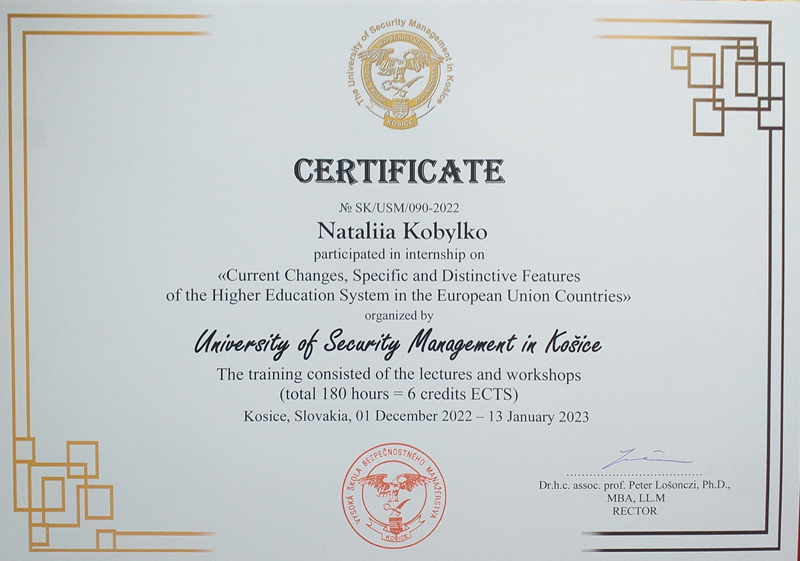 The University of Security Management in Košice
KOŠICE
CERTIFICATE
№ SK/USM/090-2022
Nataliia Kobylko
participated in internship on
«Current Changes, Specific and Distinctive Features
of the Higher Education System in the European Union Countries»
organized by
University of Security Management in Košice
The training consisted of the lectures and workshops
(total 180 hours = 6 credits ECTS)
Kosice, Slovakia, 01 December 2022 – 13 January 2023
VYSOKÁ ŠKOLA BEZPEČNOSTNÉHO MANAŽÉRSTVA
KOŠICE
Dr.h.c. assoc. prof. Peter Lošonczi, Ph.D.,
MBA, LL.M
RECTOR